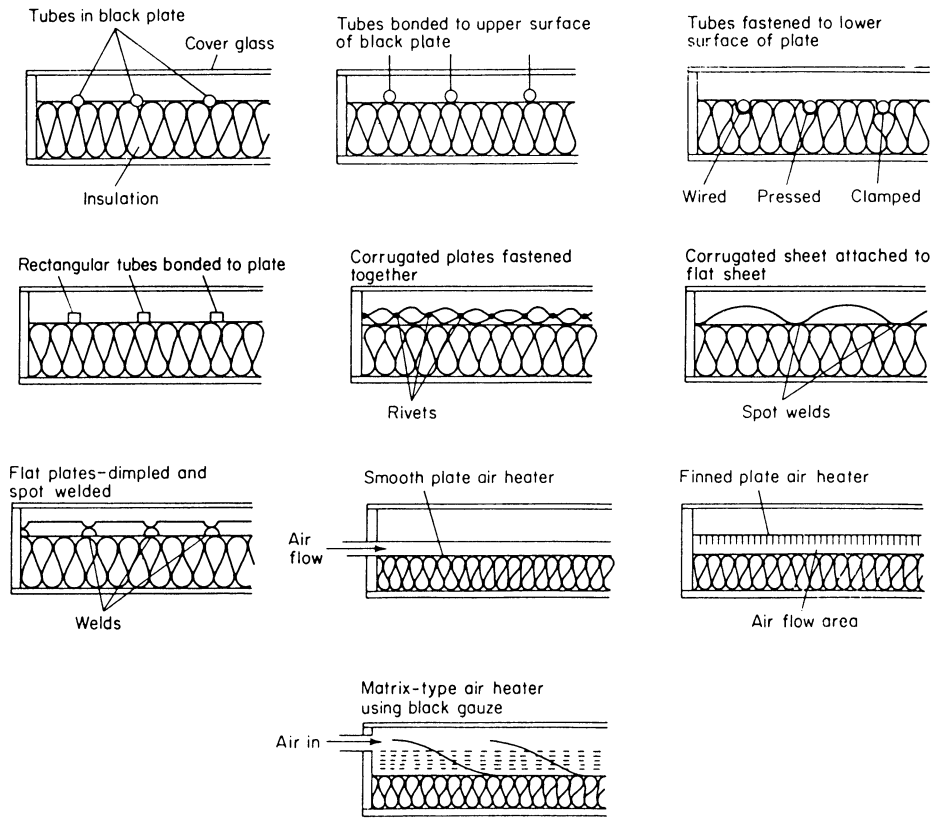 Tubes in black plate
Cover glass
Insulation
Tubes bonded to upper surface
of black plate
Tubes fastened to lower
surface of plate
Wired
Pressed
Clamped
Rectangular tubes bonded to plate
Corrugated plates fastened
together
Rivets
Corrugated sheet attached to
flat sheet
Spot welds
Flat plates-dimpled and
spot welded
Welds
Smooth plate air heater
Air
flow
Finned plate air heater
Air flow area
Matrix-type air heater
using black gauze
Air in